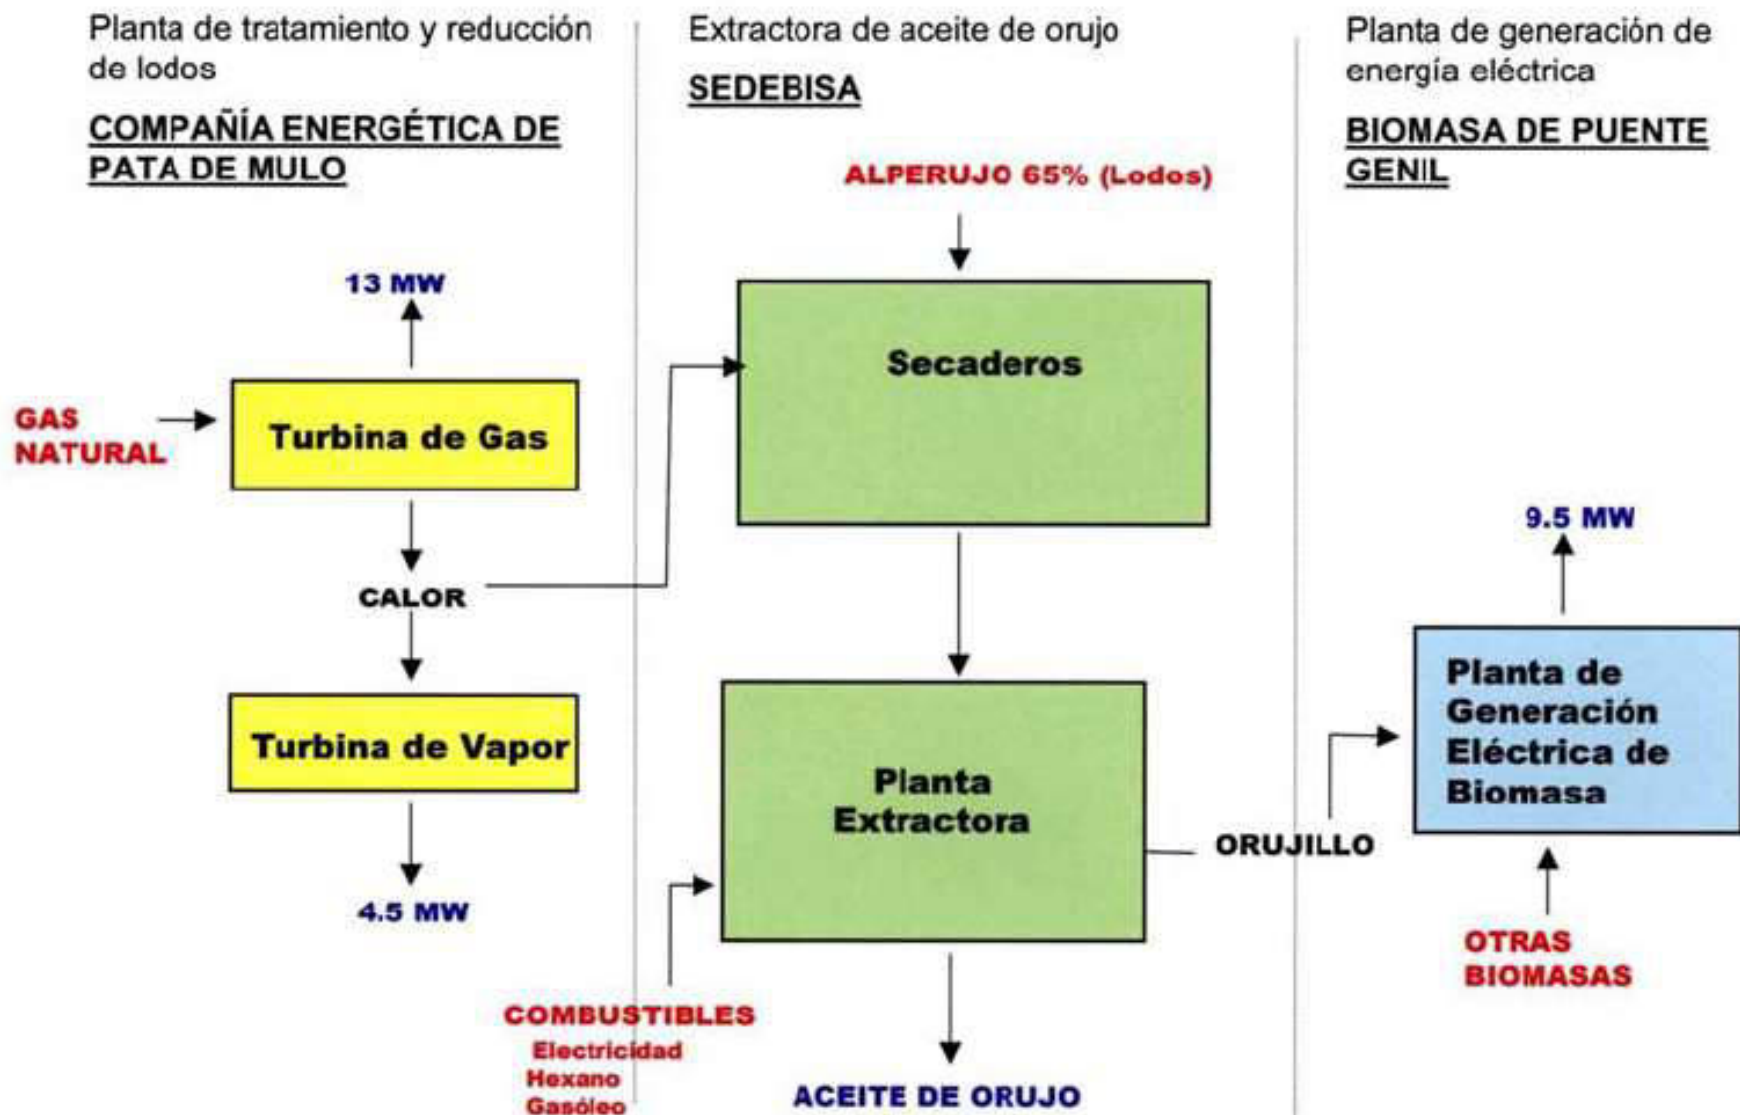 Planta de tratamiento y reducción
de lodos
COMPAÑÍA ENERGÉTICA DE
PATA DE MULO
13 MW
GAS
NATURAL
Turbina de Gas
CALOR
Turbina de Vapor
4.5 MW
Extractora de aceite de orujo
SEDEBISA
ALPERUJO 65% (Lodos)
Secaderos
Planta
Extractora
COMBUSTIBLES
Electricidad
Hexano
Gasóleo
ACEITE DE ORUJO
ORUJILLO
Planta de generación de
energía eléctrica
BIOMASA DE PUENTE
GENIL
9.5 MW
Planta de
Generación
Eléctrica de
Biomasa
OTRAS
BIOMASAS